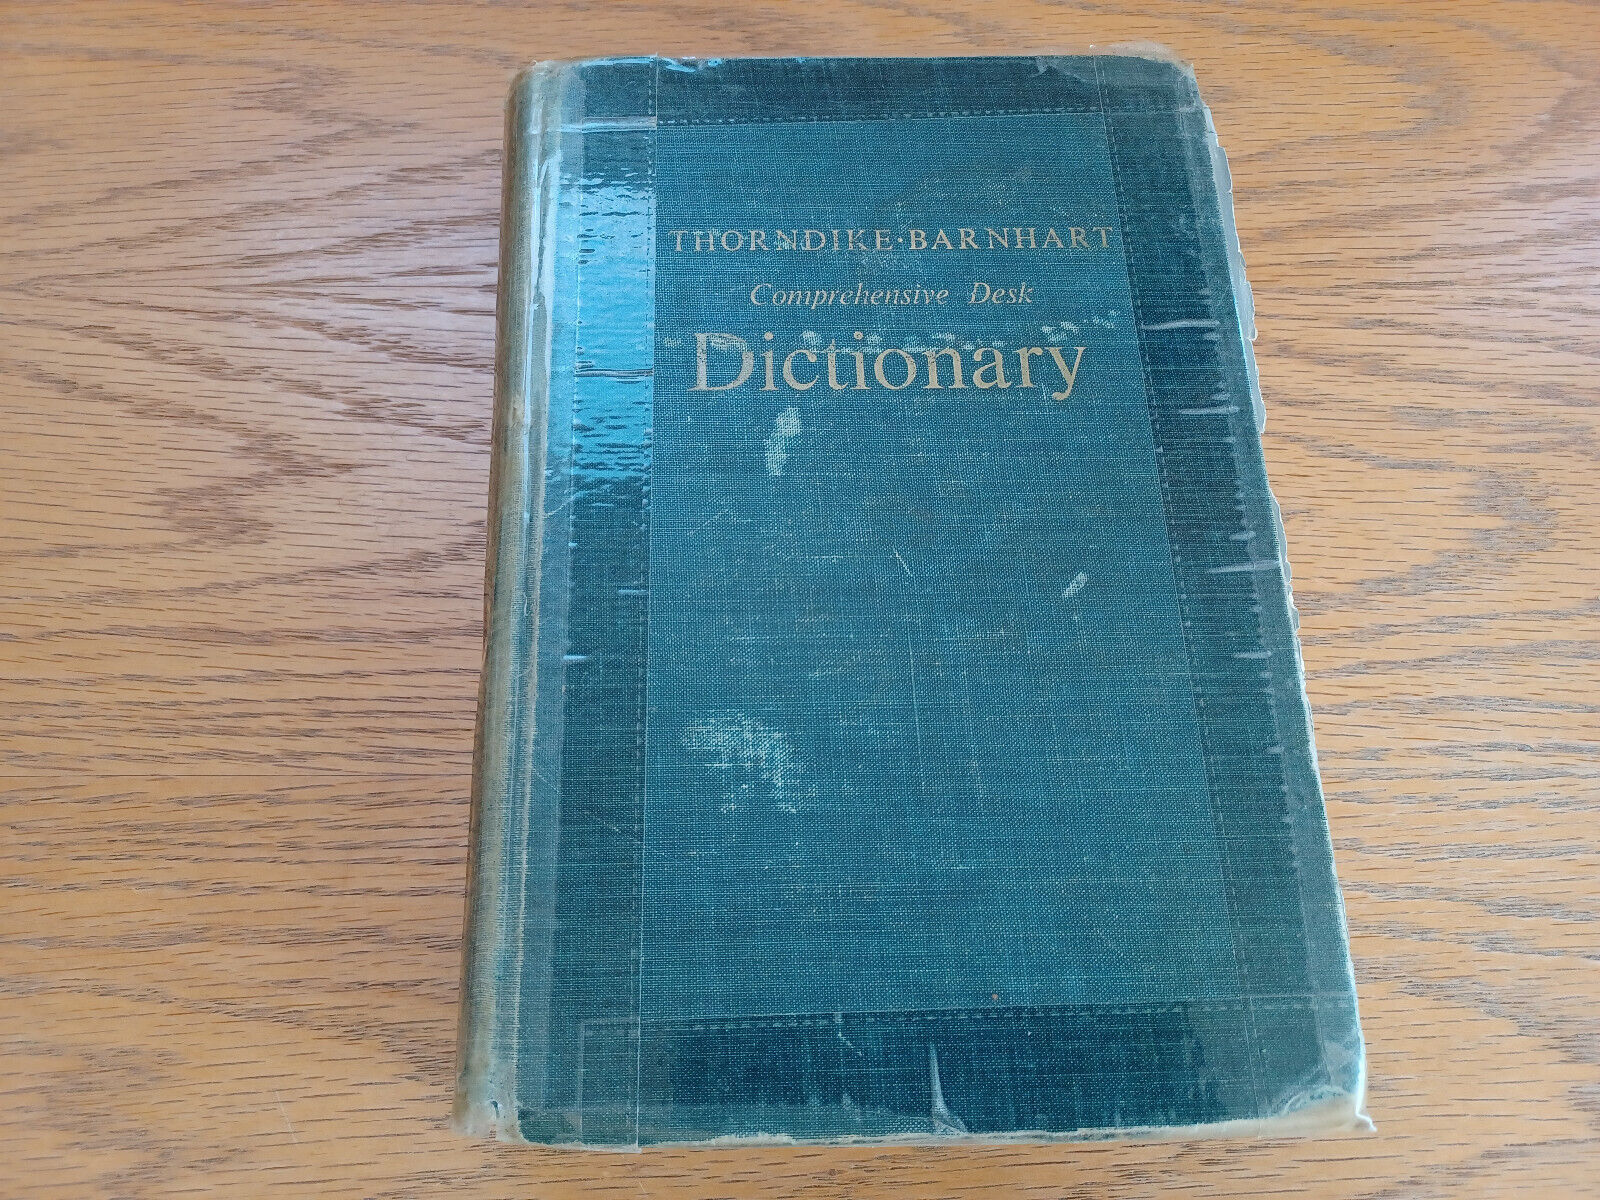 THORNDIKE·BARNHART
Comprehensive Desk
Dictionary